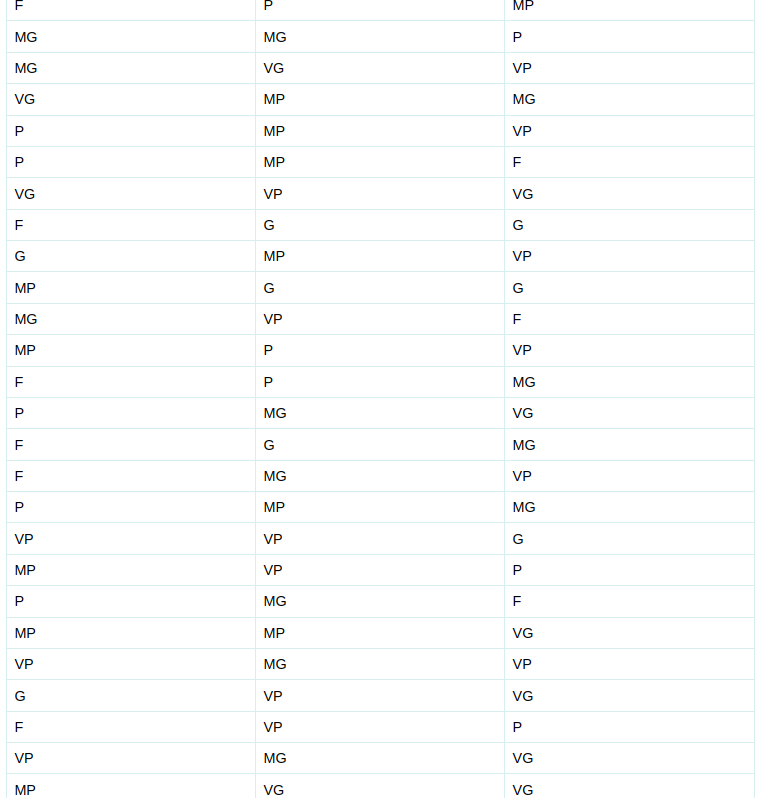 F P MP
MG MG P
MG VG VP
VG MP MG
P MP VP
P MP F
VG VP VG
F G G
G MP VP
MP G G
MG VP F
MP P VP
F P MG
P MG VG
F G MG
F MG VP
P MP MG
VP VP G
MP VP P
P MG F
MP MP VG
VP MG VP
G VP VG
F VP P
VP MG VG
MP VG VG